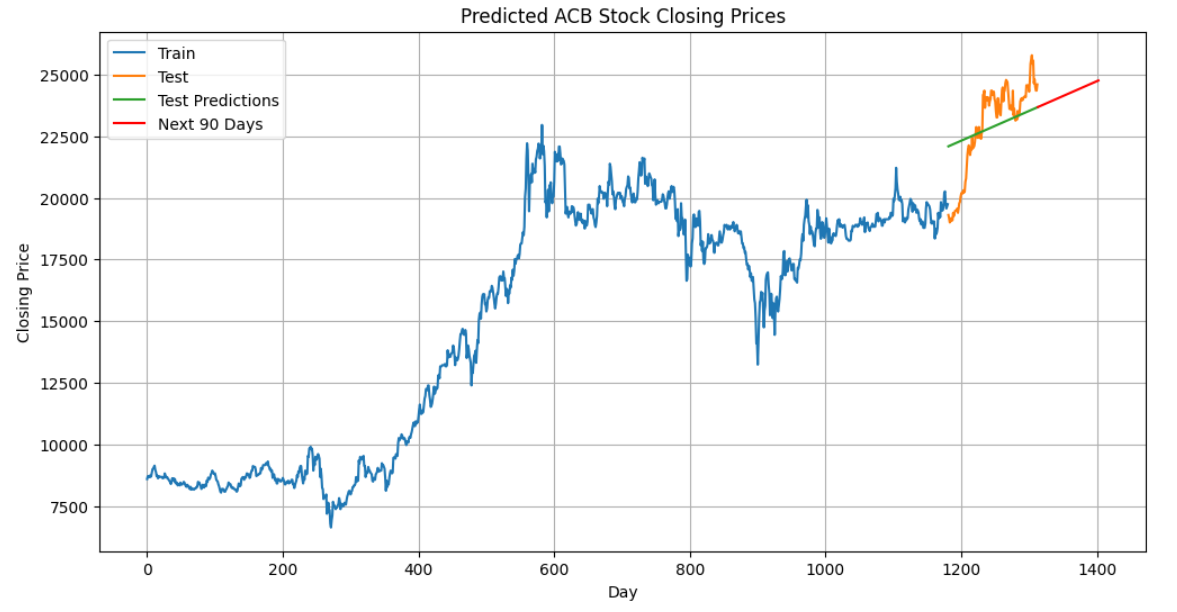 Predicted ACB Stock Closing Prices
Train
Test
Test Predictions
Next 90 Days
Closing Price
25000
22500
20000
17500
15000
12500
10000
7500
0 200 400 600 800 1000 1200 1400
Day